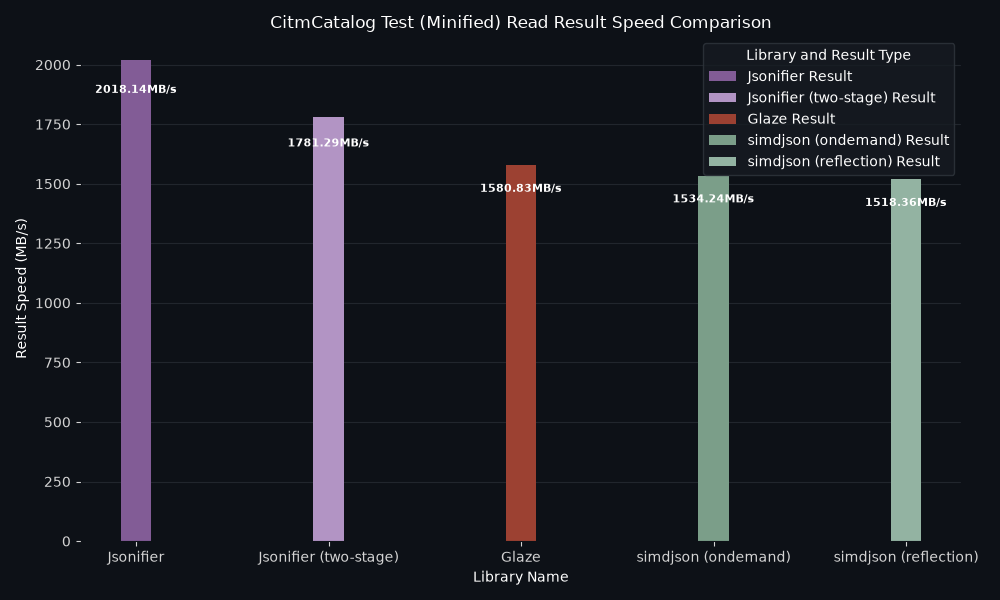 CitmCatalog Test (Minified) Read Result Speed Comparison
Library and Result Type
Jsonifier Result
Jsonifier (two-stage) Result
Glaze Result
simdjson (ondemand) Result
simdjson (reflection) Result
Result Speed (MB/s)
2000
1750
1500
1250
1000
750
500
250
0
2018.14MB/s
1781.29MB/s
1580.83MB/s
1534.24MB/s
1518.36MB/s
Jsonifier
Jsonifier (two-stage)
Glaze
simdjson (ondemand)
simdjson (reflection)
Library Name